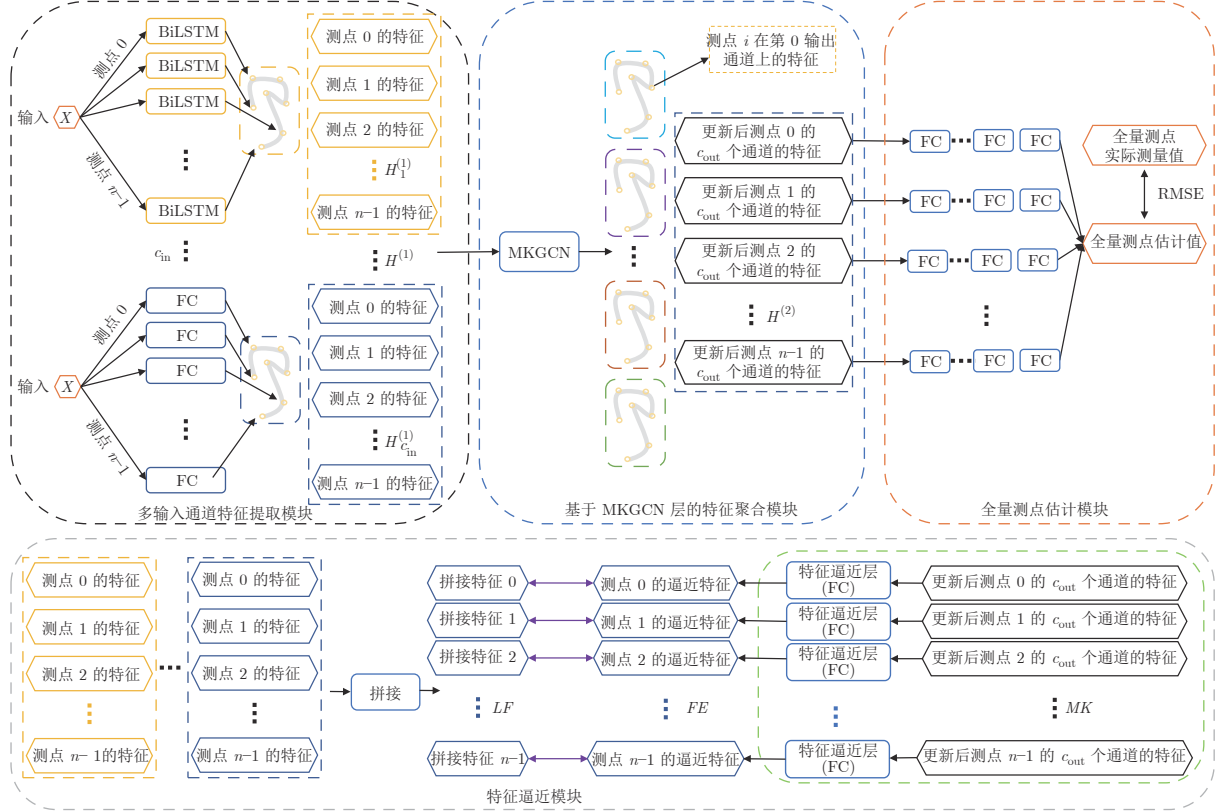 输入 X
测点 0
测点 n-1
BiLSTM
BiLSTM
BiLSTM
BiLSTM
测点 0 的特征
测点 1 的特征
测点 2 的特征
H₁⁽¹⁾
测点 n-1 的特征
c_in
H⁽¹⁾
输入 X
测点 0
测点 n-1
FC
FC
FC
FC
测点 0 的特征
测点 1 的特征
测点 2 的特征
H_{c_in}⁽¹⁾
测点 n-1 的特征
多输入通道特征提取模块
MKGCN
测点 i 在第 0 输出
通道上的特征
更新后测点 0 的
c_out 个通道的特征
更新后测点 1 的
c_out 个通道的特征
更新后测点 2 的
c_out 个通道的特征
H⁽²⁾
更新后测点 n-1 的
c_out 个通道的特征
基于 MKGCN 层的特征聚合模块
FC FC FC
FC FC FC
FC FC FC
FC FC FC
全量测点
实际测量值
RMSE
全量测点估计值
全量测点估计模块
测点 0 的特征
测点 1 的特征
测点 2 的特征
测点 n-1的特征
测点 0 的特征
测点 1 的特征
测点 2 的特征
测点 n-1 的特征
拼接
拼接特征 0
拼接特征 1
拼接特征 2
LF
拼接特征 n-1
测点 0 的逼近特征
测点 1 的逼近特征
测点 2 的逼近特征
FE
测点 n-1 的逼近特征
特征逼近层
(FC)
特征逼近层
(FC)
特征逼近层
(FC)
特征逼近层
(FC)
更新后测点 0 的 c_out 个通道的特征
更新后测点 1 的 c_out 个通道的特征
更新后测点 2 的 c_out 个通道的特征
MK
更新后测点 n-1 的 c_out 个通道的特征
特征逼近模块